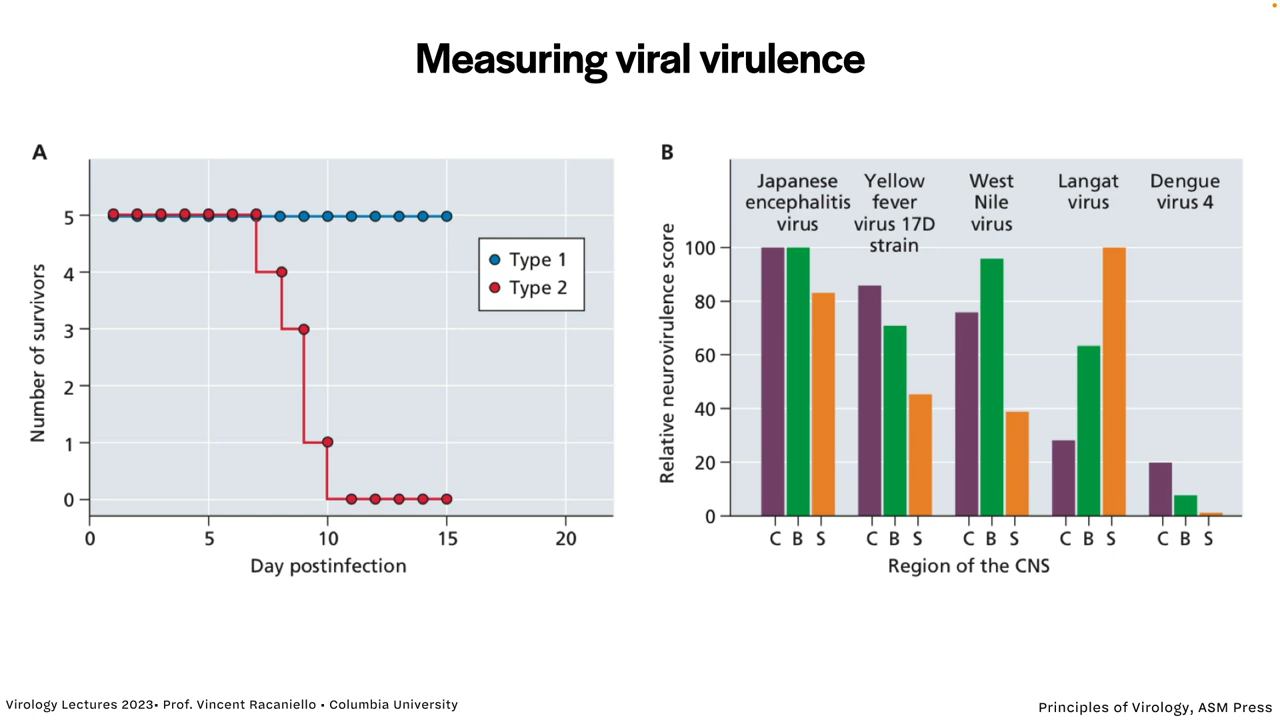 Measuring viral virulence
A
Number of survivors
5
4
3
2
1
0
0 5 10 15 20
Day postinfection
Type 1
Type 2
B
Relative neurovirulence score
100
80
60
40
20
0
Japanese
encephalitis
virus
Yellow
fever
virus 17D
strain
West
Nile
virus
Langat
virus
Dengue
virus 4
C B S C B S C B S C B S C B S
Region of the CNS
Virology Lectures 2023• Prof. Vincent Racaniello • Columbia University
Principles of Virology, ASM Press